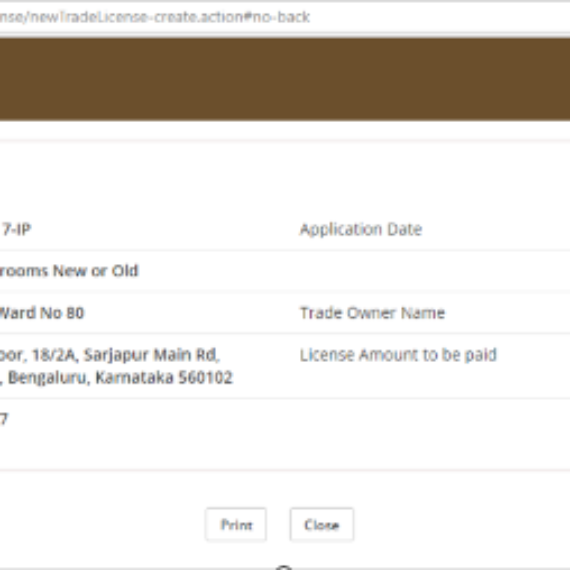 nse/newTradeLicense-create.action#no-back
7-IP Application Date
rooms New or Old
Ward No 80 Trade Owner Name
oor, 18/2A, Sarjapur Main Rd, License Amount to be paid
, Bengaluru, Karnataka 560102
7
Print Close